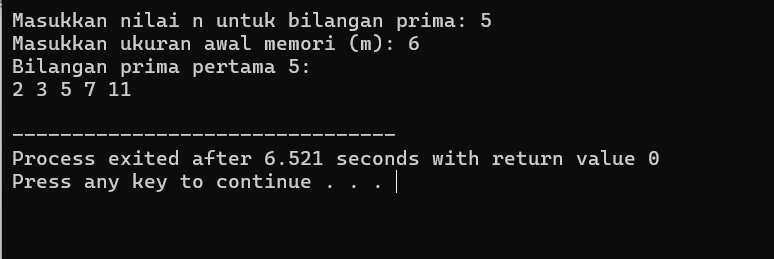 Masukkan nilai n untuk bilangan prima: 5
Masukkan ukuran awal memori (m): 6
Bilangan prima pertama 5:
2 3 5 7 11
--------------------------------
Process exited after 6.521 seconds with return value 0
Press any key to continue . . .